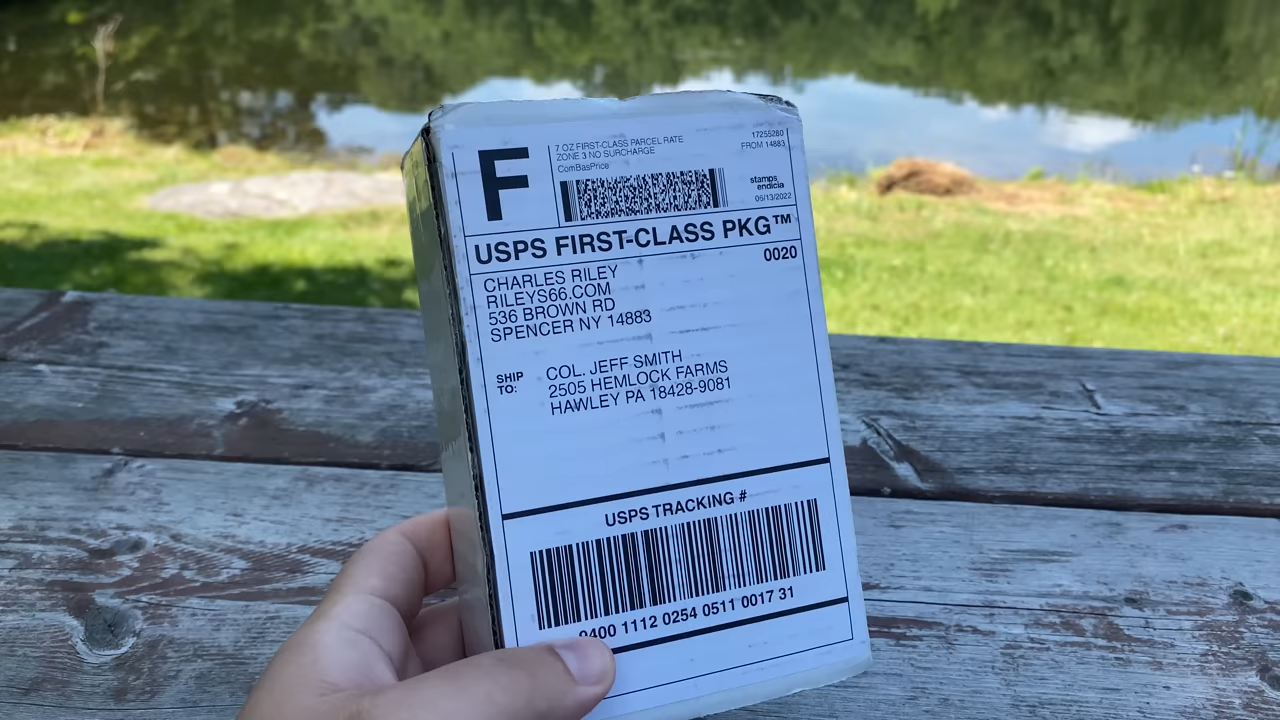 F
7 OZ FIRST-CLASS PARCEL RATE
ZONE 3 NO SURCHARGE
ComBasPrice
17255280
FROM 14883
stamps
endicia
06/13/2022
USPS FIRST-CLASS PKG™
0020
CHARLES RILEY
RILEYS66.COM
536 BROWN RD
SPENCER NY 14883
SHIP
TO:
COL. JEFF SMITH
2505 HEMLOCK FARMS
HAWLEY PA 18428-9081
USPS TRACKING #
9400 1112 0254 0511 0017 31